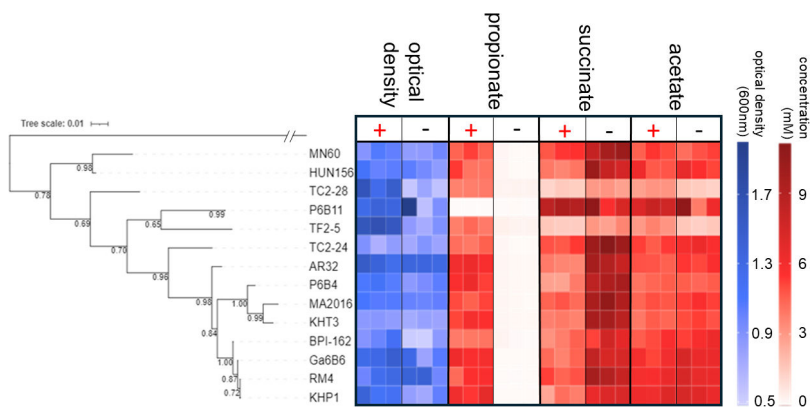 optical
density
propionate
succinate
acetate
optical density
(600nm)
concentration
(mM)
Tree scale: 0.01
+ - + - + - + -
MN60
HUN156
TC2-28
P6B11
TF2-5
TC2-24
AR32
P6B4
MA2016
KHT3
BPI-162
Ga6B6
RM4
KHP1
0.98
0.78
0.99
0.69
0.65
0.70
0.96
0.98
1.00
0.99
0.84
1.00
0.87
0.72
1.7
1.3
0.9
0.5
9
6
3
0